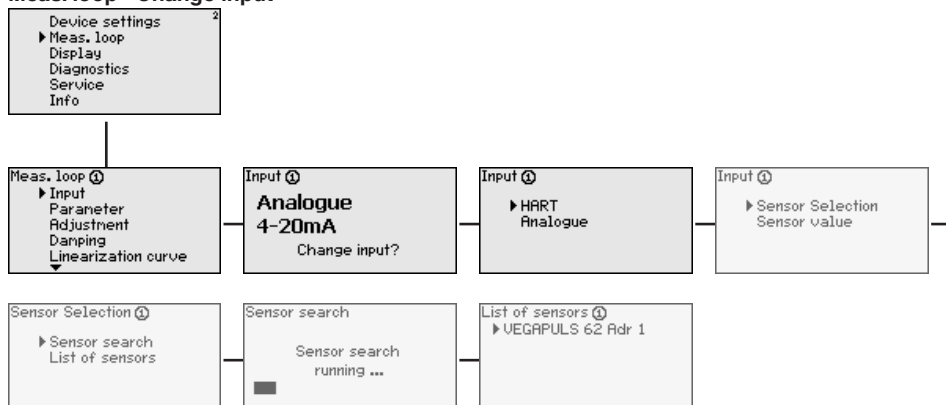 Meas. loop - Change input
Device settings 2
Meas. loop
Display
Diagnostics
Service
Info
Meas. loop ①
Input
Parameter
Adjustment
Damping
Linearization curve
Input ①
Analogue
4-20mA
Change input?
Input ①
HART
Analogue
Input ①
Sensor Selection
Sensor value
Sensor Selection ①
Sensor search
List of sensors
Sensor search
Sensor search
running ...
List of sensors ①
VEGAPULS 62 Adr 1